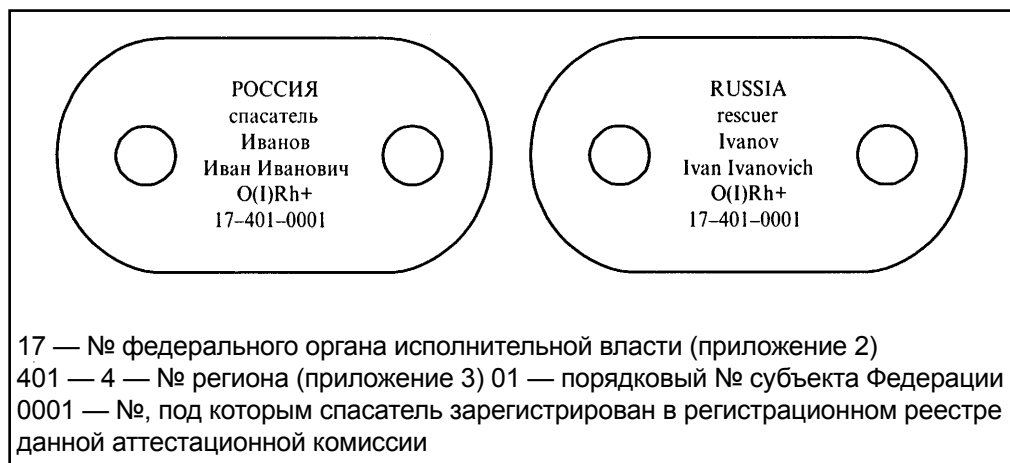 РОССИЯ
спасатель
Иванов
Иван Иванович
O(I)Rh+
17–401–0001
RUSSIA
rescuer
Ivanov
Ivan Ivanovich
O(I)Rh+
17–401–0001
17 — № федерального органа исполнительной власти (приложение 2)
401 — 4 — № региона (приложение 3) 01 — порядковый № субъекта Федерации
0001 — №, под которым спасатель зарегистрирован в регистрационном реестре
данной аттестационной комиссии